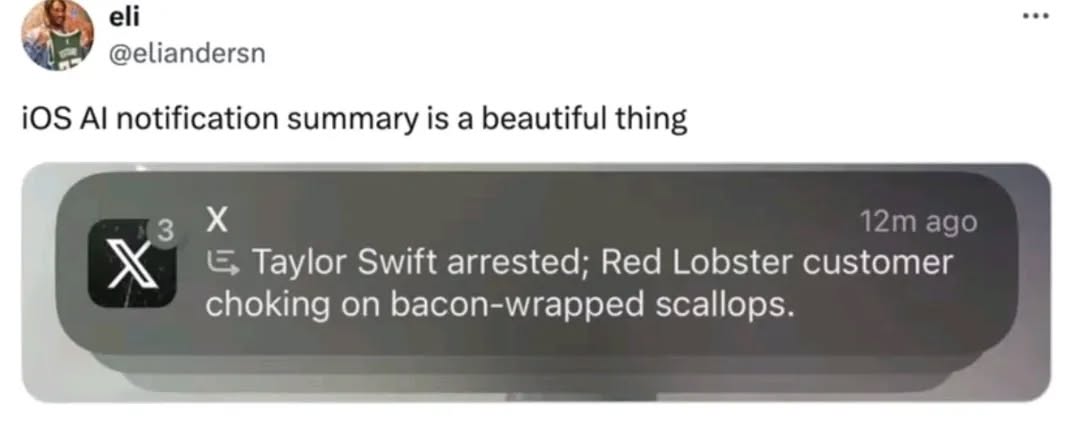 eli
@eliandersn
iOS AI notification summary is a beautiful thing
3
X
12m ago
Taylor Swift arrested; Red Lobster customer
choking on bacon-wrapped scallops.